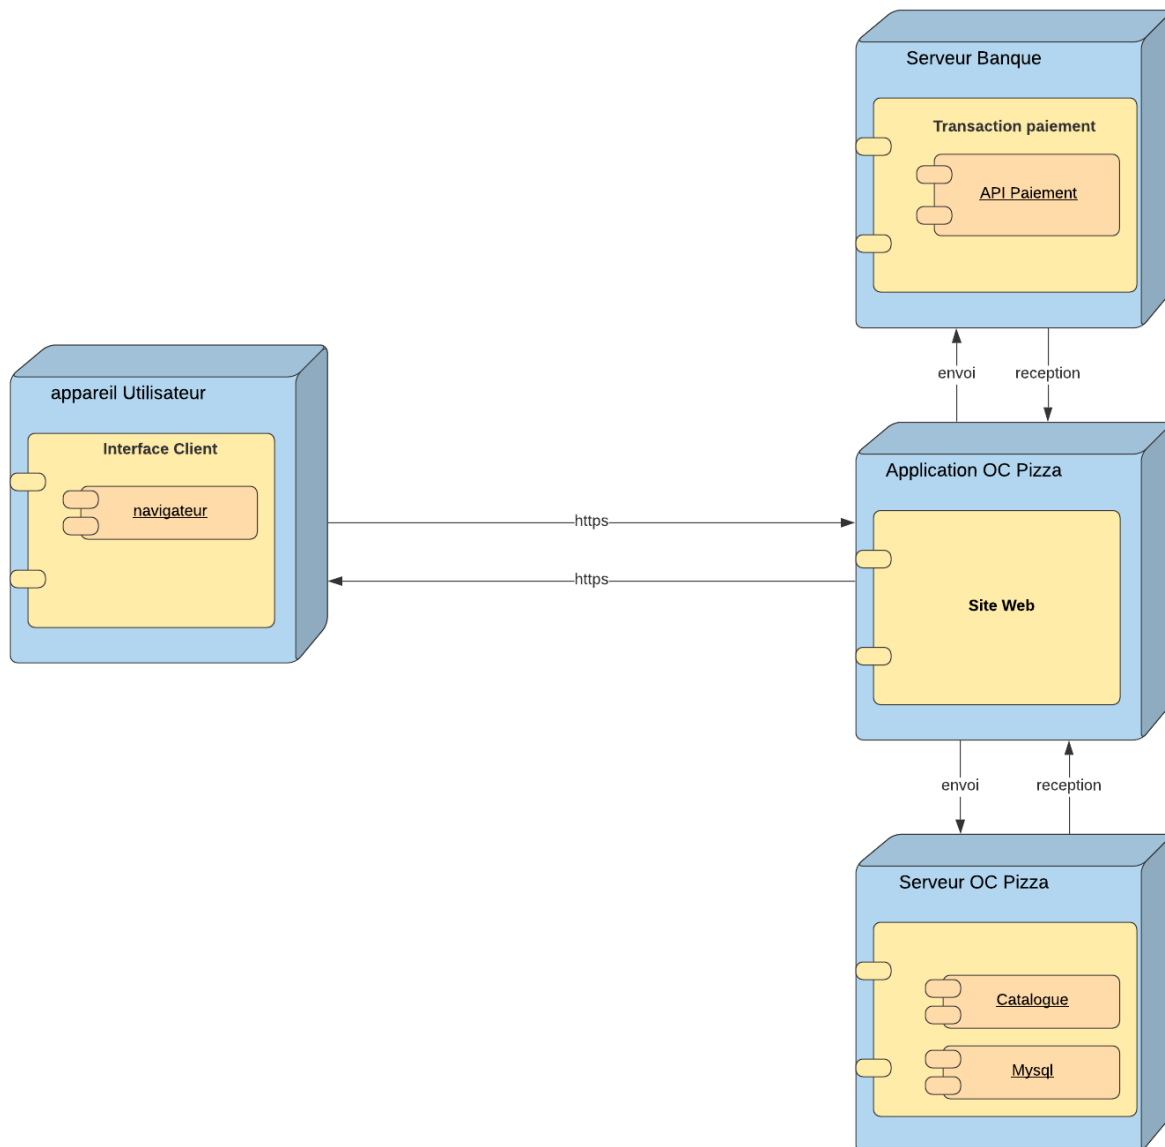 Serveur Banque
Transaction paiement
API Paiement
envoi
reception
appareil Utilisateur
Interface Client
navigateur
https
https
Application OC Pizza
Site Web
envoi
reception
Serveur OC Pizza
Catalogue
Mysql